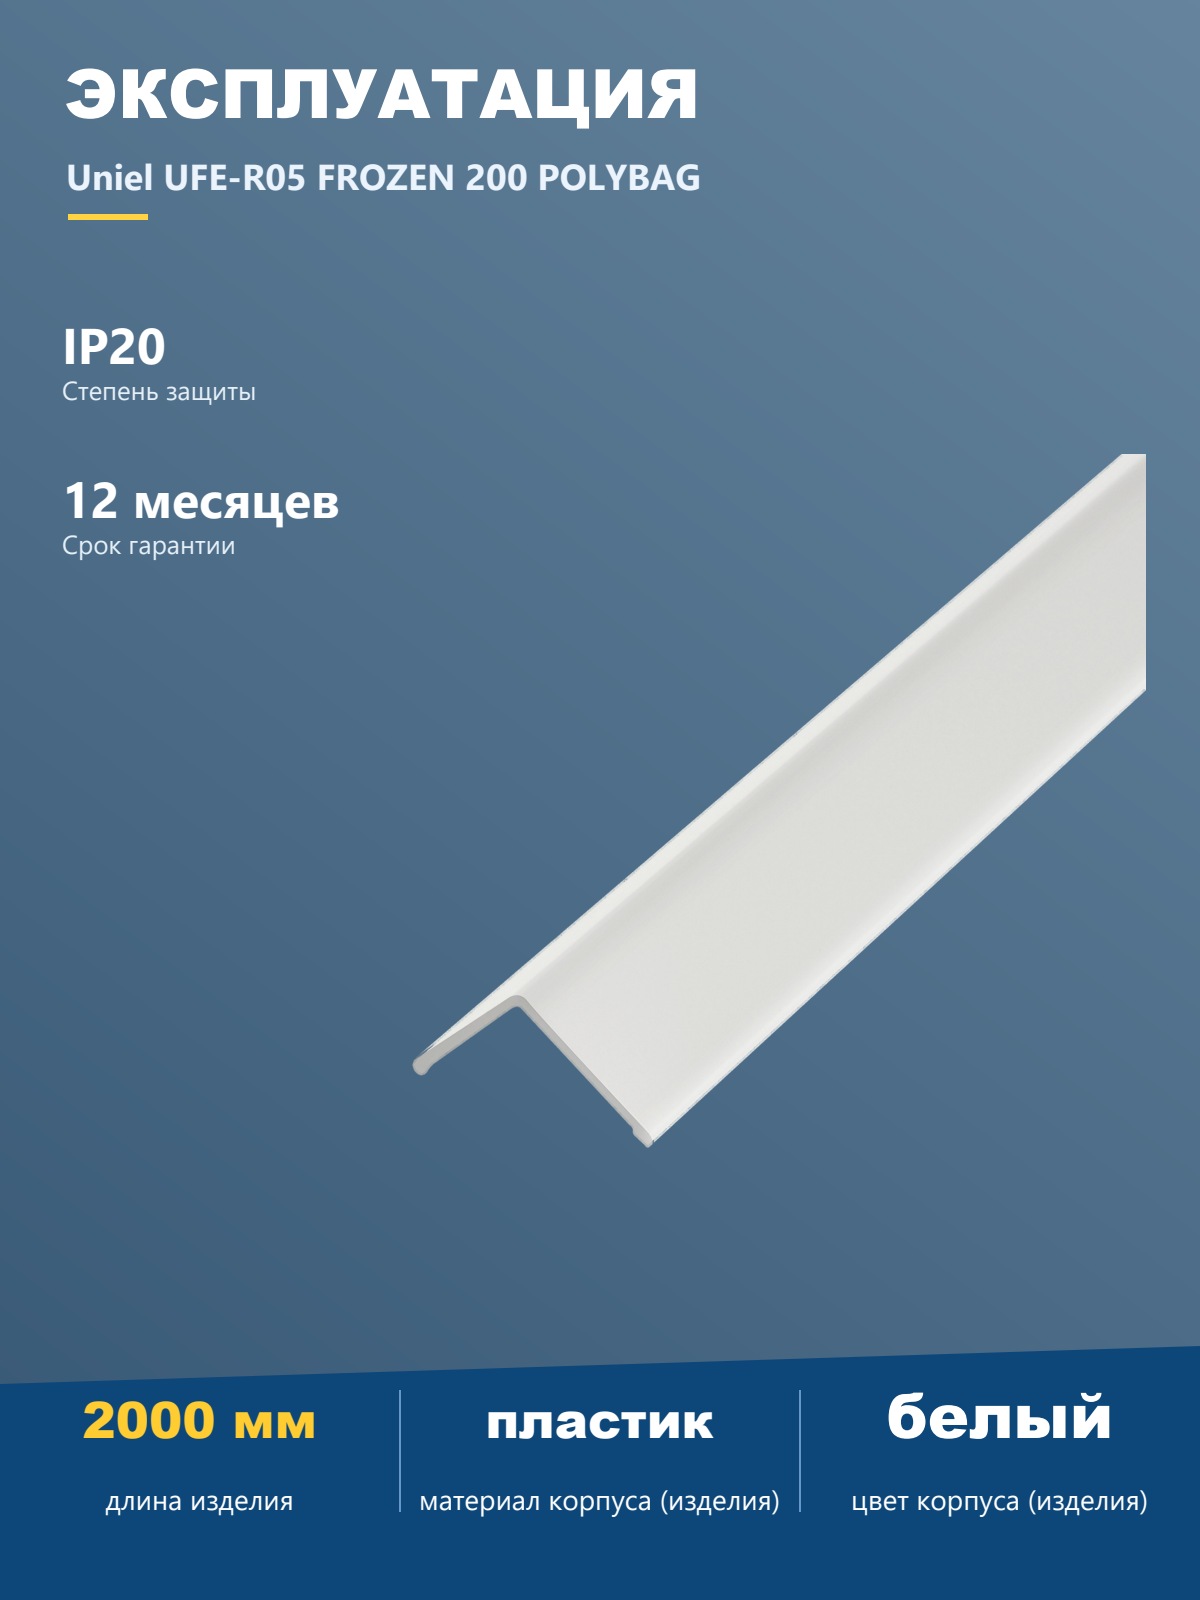 ЭКСПЛУАТАЦИЯ
Uniel UFE-R05 FROZEN 200 POLYBAG
IP20
Степень защиты
12 месяцев
Срок гарантии
2000 мм
длина изделия
пластик
материал корпуса (изделия)
белый
цвет корпуса (изделия)